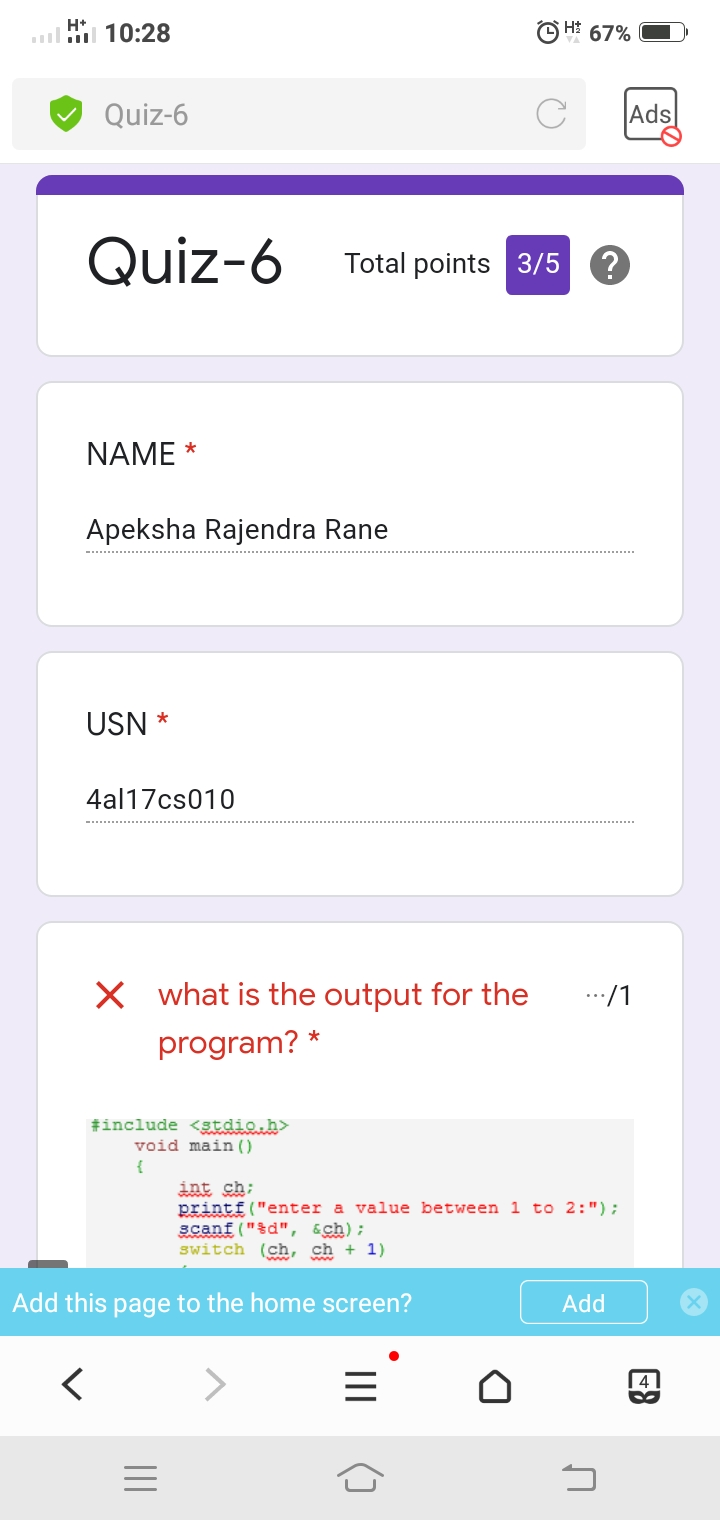 H+ 10:28 H+2 67%
Quiz-6 Ads
Quiz-6 Total points 3/5 ?
NAME *
Apeksha Rajendra Rane
USN *
4al17cs010
what is the output for the …/1
program? *
#include <stdio.h>
void main()
{
int ch;
printf("enter a value between 1 to 2:");
scanf("%d", &ch);
switch (ch, ch + 1)
Add this page to the home screen? Add
4